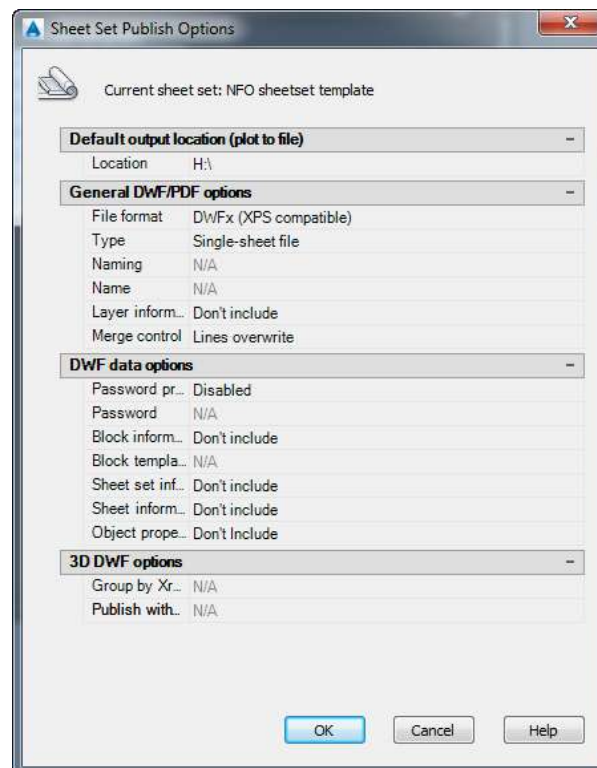 Sheet Set Publish Options
Current sheet set: NFO sheetset template
Default output location (plot to file)
Location H:\
General DWF/PDF options
File format DWFx (XPS compatible)
Type Single-sheet file
Naming N/A
Name N/A
Layer inform... Don't include
Merge control Lines overwrite
DWF data options
Password pr... Disabled
Password N/A
Block inform... Don't include
Block templa... N/A
Sheet set inf... Don't include
Sheet inform... Don't include
Object prope... Don't Include
3D DWF options
Group by Xr... N/A
Publish with... N/A
OK Cancel Help